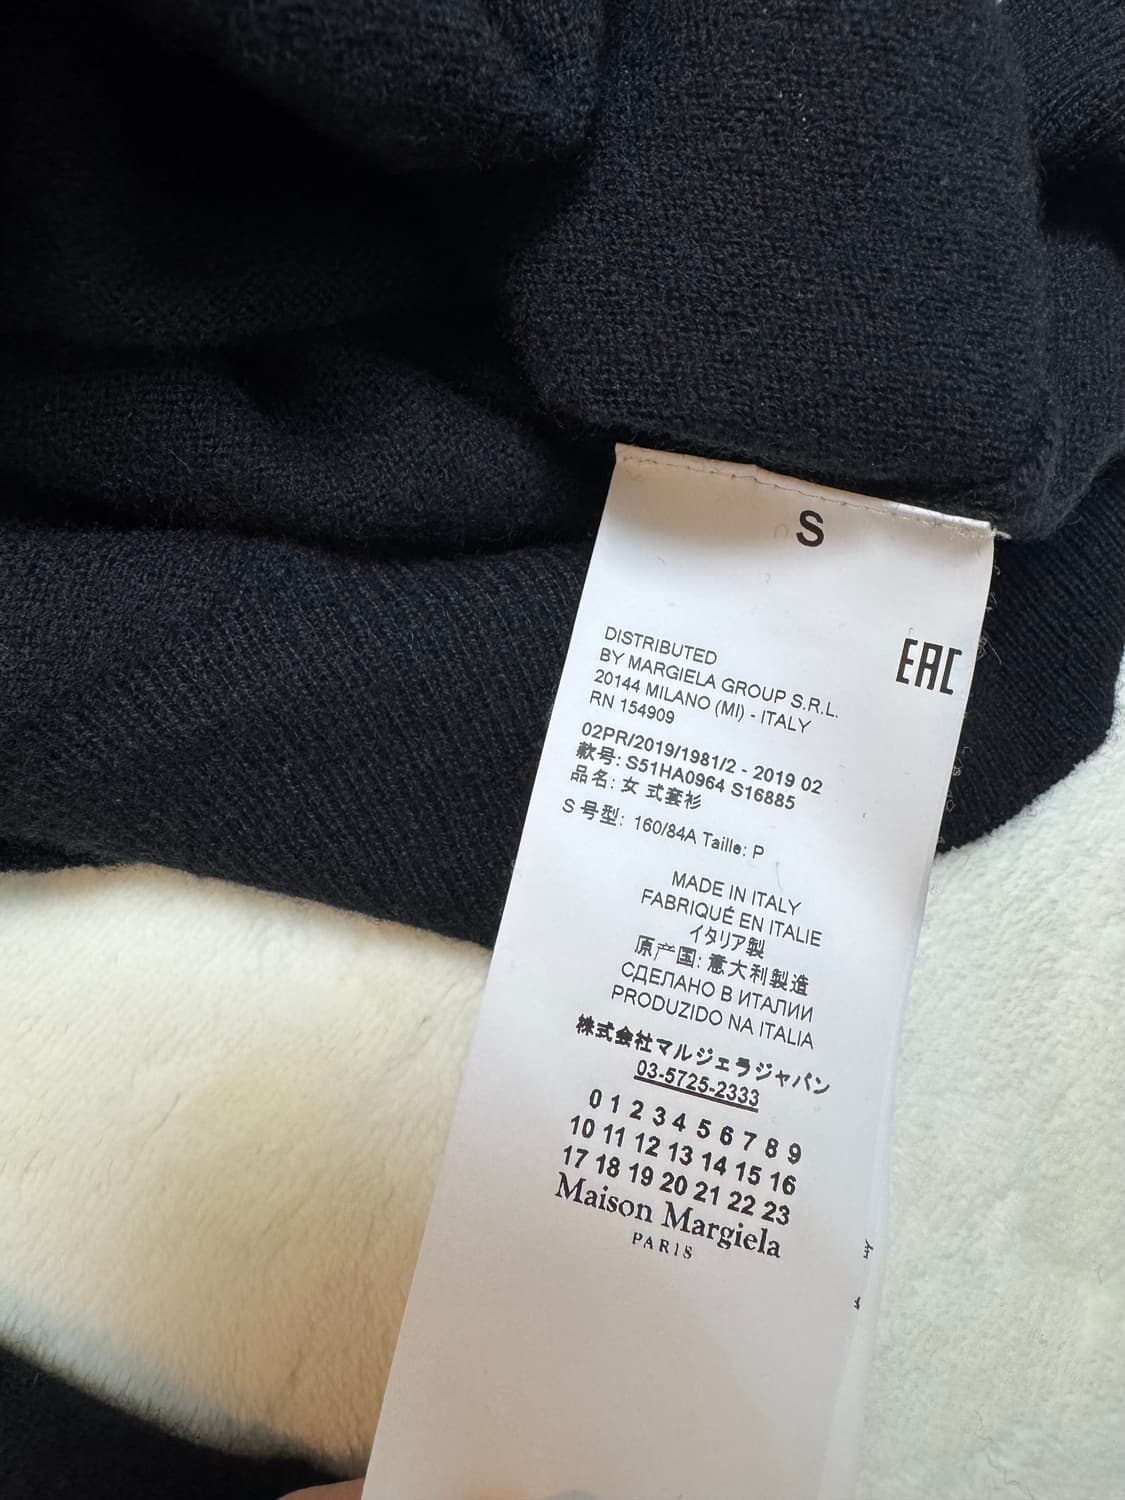 S
EAC
DISTRIBUTED
BY MARGIELA GROUP S.R.L.
20144 MILANO (MI) - ITALY
RN 154909
02PR/2019/1981/2 - 2019 02
款号: S51HA0964 S16885
品名: 女 式套衫
S 号型: 160/84A Taille: P
MADE IN ITALY
FABRIQUÉ EN ITALIE
イタリア製
原产国: 意大利製造
СДЕЛАНО В ИТАЛИИ
PRODUZIDO NA ITALIA
株式会社マルジェラジャパン
03-5725-2333
0 1 2 3 4 5 6 7 8 9
10 11 12 13 14 15 16
17 18 19 20 21 22 23
Maison Margiela
PARIS